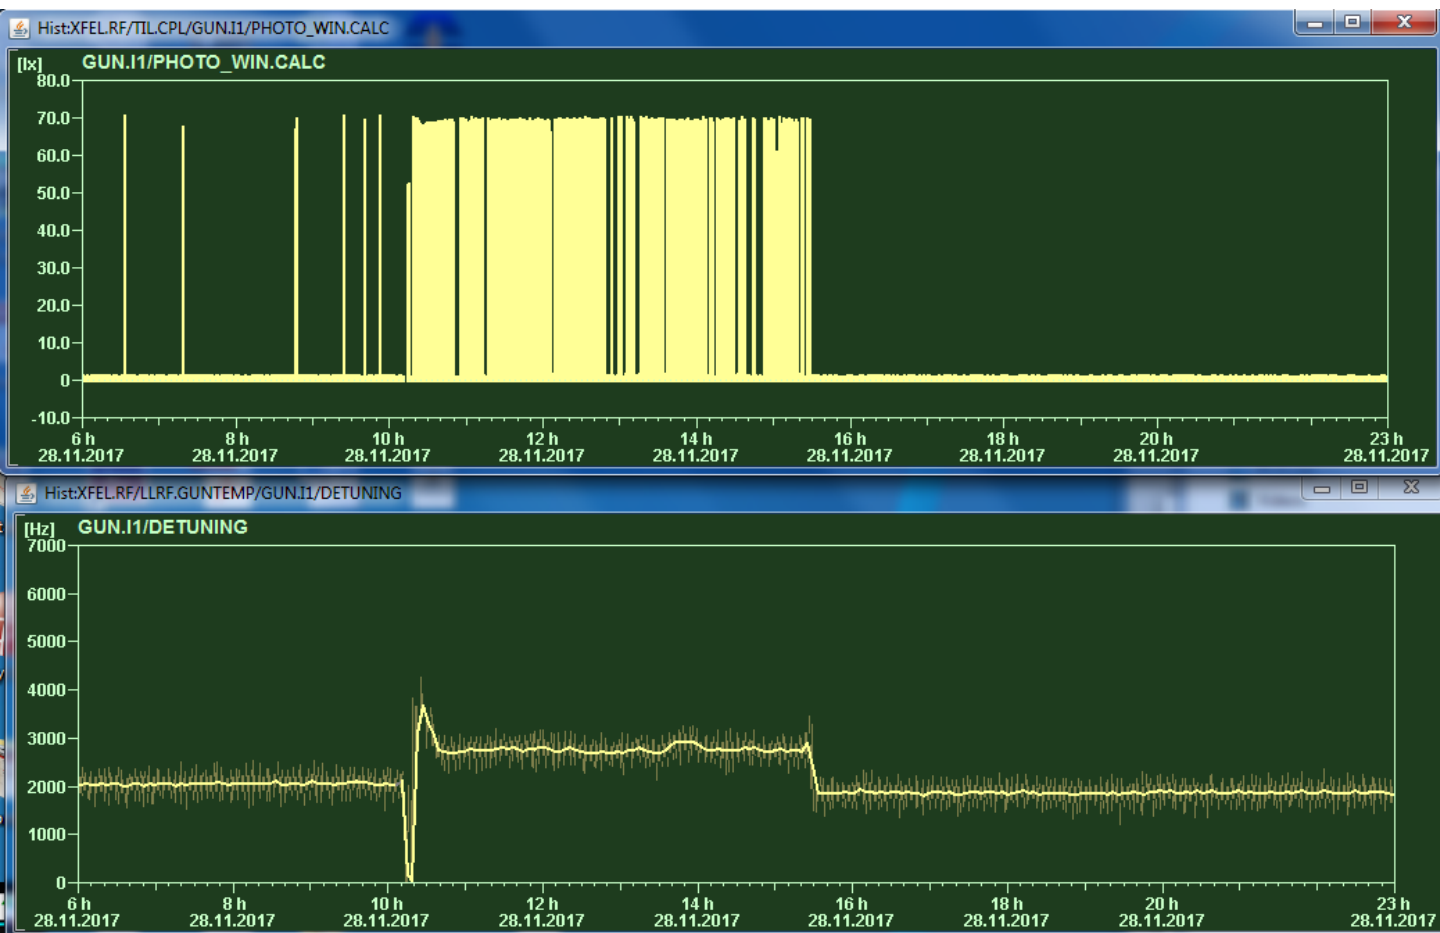 Hist:XFEL.RF/TIL.CPL/GUN.I1/PHOTO_WIN.CALC
[lx] GUN.I1/PHOTO_WIN.CALC
80.0
70.0
60.0
50.0
40.0
30.0
20.0
10.0
0
-10.0
6 h 8 h 10 h 12 h 14 h 16 h 18 h 20 h 23 h
28.11.2017 28.11.2017 28.11.2017 28.11.2017 28.11.2017 28.11.2017 28.11.2017 28.11.2017 28.11.2017
Hist:XFEL.RF/LLRF.GUNTEMP/GUN.I1/DETUNING
[Hz] GUN.I1/DETUNING
7000
6000
5000
4000
3000
2000
1000
0
6 h 8 h 10 h 12 h 14 h 16 h 18 h 20 h 23 h
28.11.2017 28.11.2017 28.11.2017 28.11.2017 28.11.2017 28.11.2017 28.11.2017 28.11.2017 28.11.2017